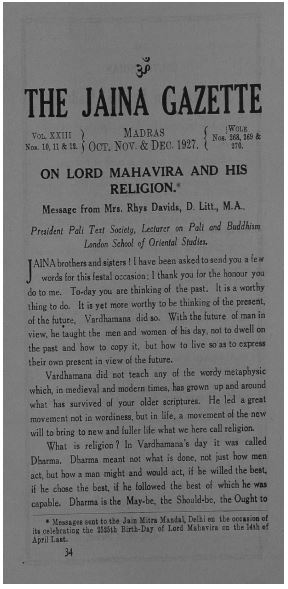 ॐ
THE JAINA GAZETTE
VOL. XXIII } MADRAS { WOLE
Nos. 10, 11 & 12. } OCT. NOV. & DEC. 1927. { Nos. 268, 269 &
270.
ON LORD MAHAVIRA AND HIS
RELIGION.*
Message from Mrs. Rhys Davids, D. Litt., M.A.
President Pali Text Society, Lecturer on Pali and Buddhism
London School of Oriental Studies.
JAINA brothers and sisters! I have been asked to send you a few
words for this festal occasion; I thank you for the honour you
do to me. To-day you are thinking of the past. It is a worthy
thing to do. It is yet more worthy to be thinking of the present,
of the future, Vardhamana did so. With the future of man in
view, he taught the men and women of his day, not to dwell on
the past and how to copy it, but how to live so as to express
their own present in view of the future.
Vardhamana did not teach any of the wordy metaphysic
which, in medieval and modern times, has grown up and around
what has survived of your older scriptures. He led a great
movement not in wordiness, but in life, a movement of the new
will to bring to new and fuller life what we here call religion.
What is religion? In Vardhamana's day it was called
Dharma. Dharma meant not what is done, not just how men
act, but how a man might and would act, if he willed the best,
if he chose the best, if he followed the best of which he was
capable. Dharma is the May-be, the Should-be, the Ought to
* Messages sent to the Jain Mitra Mandal, Delhi on the occasion of
its celebrating the 2525th Birth-Day of Lord Mahavira on the 14th of
April Last.
34